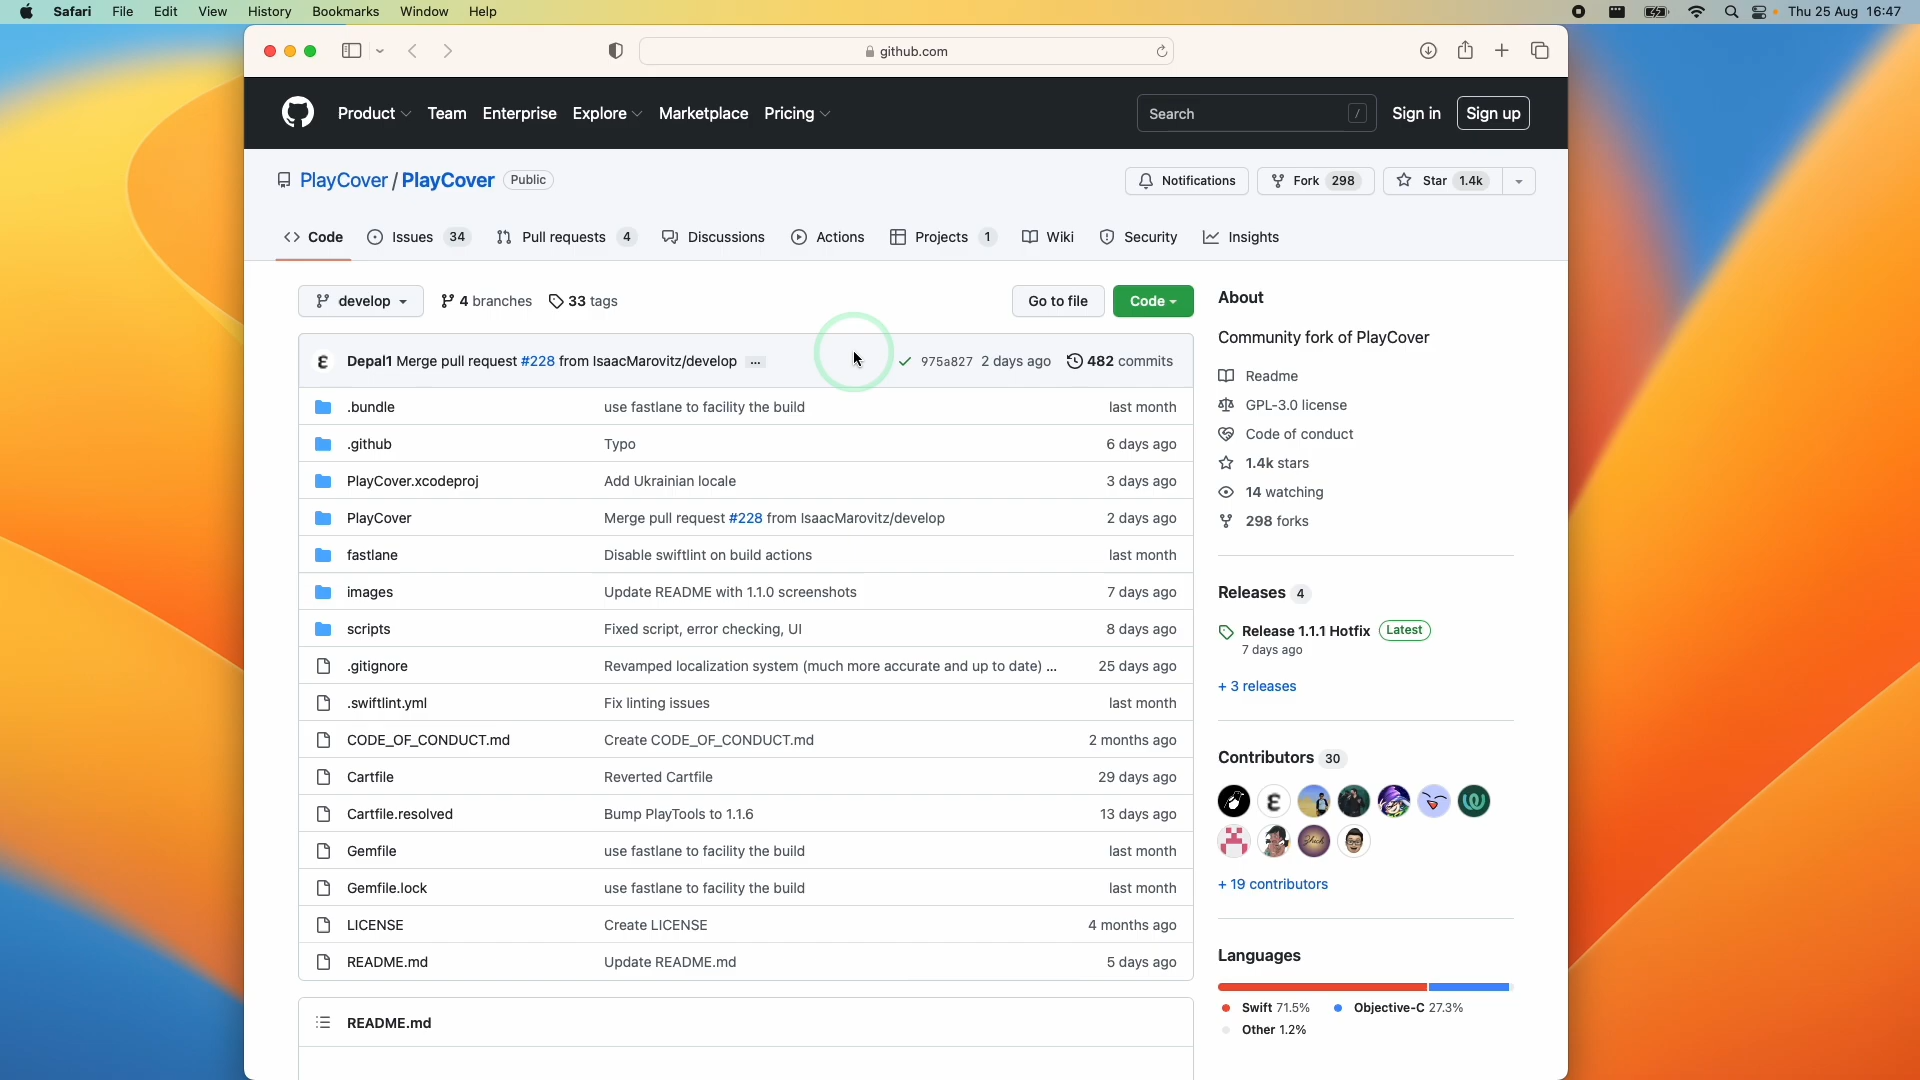 Safari File Edit View History Bookmarks Window Help
Thu 25 Aug 16:47
github.com
Product Team Enterprise Explore Marketplace Pricing
Search /
Sign in
Sign up
PlayCover / PlayCover Public
Notifications
Fork 298
Star 1.4k
Code
Issues 34
Pull requests 4
Discussions
Actions
Projects 1
Wiki
Security
Insights
develop
4 branches
33 tags
Go to file
Code
Depal1 Merge pull request #228 from IsaacMarovitz/develop ...
975a827 2 days ago
482 commits
.bundle use fastlane to facility the build last month
.github Typo 6 days ago
PlayCover.xcodeproj Add Ukrainian locale 3 days ago
PlayCover Merge pull request #228 from IsaacMarovitz/develop 2 days ago
fastlane Disable swiftlint on build actions last month
images Update README with 1.1.0 screenshots 7 days ago
scripts Fixed script, error checking, UI 8 days ago
.gitignore Revamped localization system (much more accurate and up to date) ... 25 days ago
.swiftlint.yml Fix linting issues last month
CODE_OF_CONDUCT.md Create CODE_OF_CONDUCT.md 2 months ago
Cartfile Reverted Cartfile 29 days ago
Cartfile.resolved Bump PlayTools to 1.1.6 13 days ago
Gemfile use fastlane to facility the build last month
Gemfile.lock use fastlane to facility the build last month
LICENSE Create LICENSE 4 months ago
README.md Update README.md 5 days ago
README.md
About
Community fork of PlayCover
Readme
GPL-3.0 license
Code of conduct
1.4k stars
14 watching
298 forks
Releases 4
Release 1.1.1 Hotfix Latest
7 days ago
+ 3 releases
Contributors 30
+ 19 contributors
Languages
Swift 71.5% Objective-C 27.3%
Other 1.2%